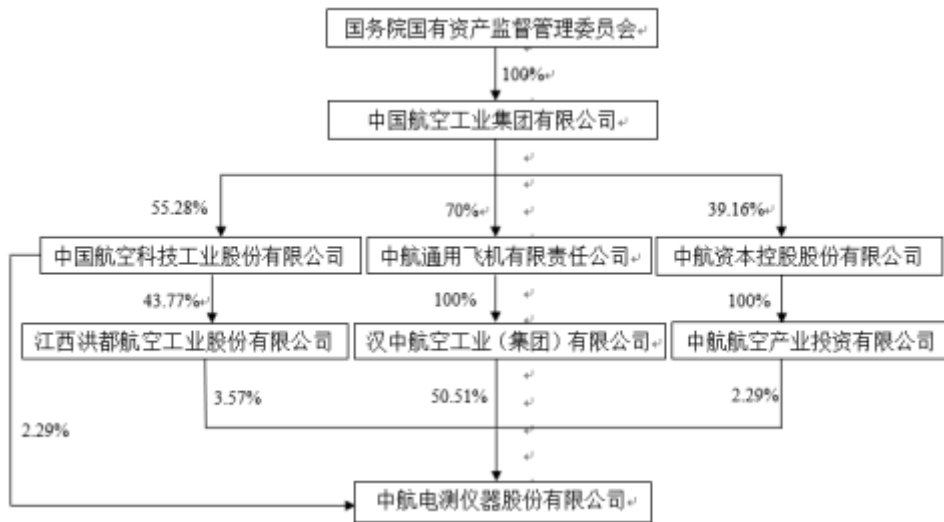 国务院国有资产监督管理委员会
100%
中国航空工业集团有限公司
55.28%
70%
39.16%
中国航空科技工业股份有限公司
中航通用飞机有限责任公司
中航资本控股股份有限公司
43.77%
100%
100%
江西洪都航空工业股份有限公司
汉中航空工业（集团）有限公司
中航航空产业投资有限公司
3.57%
50.51%
2.29%
2.29%
中航电测仪器股份有限公司